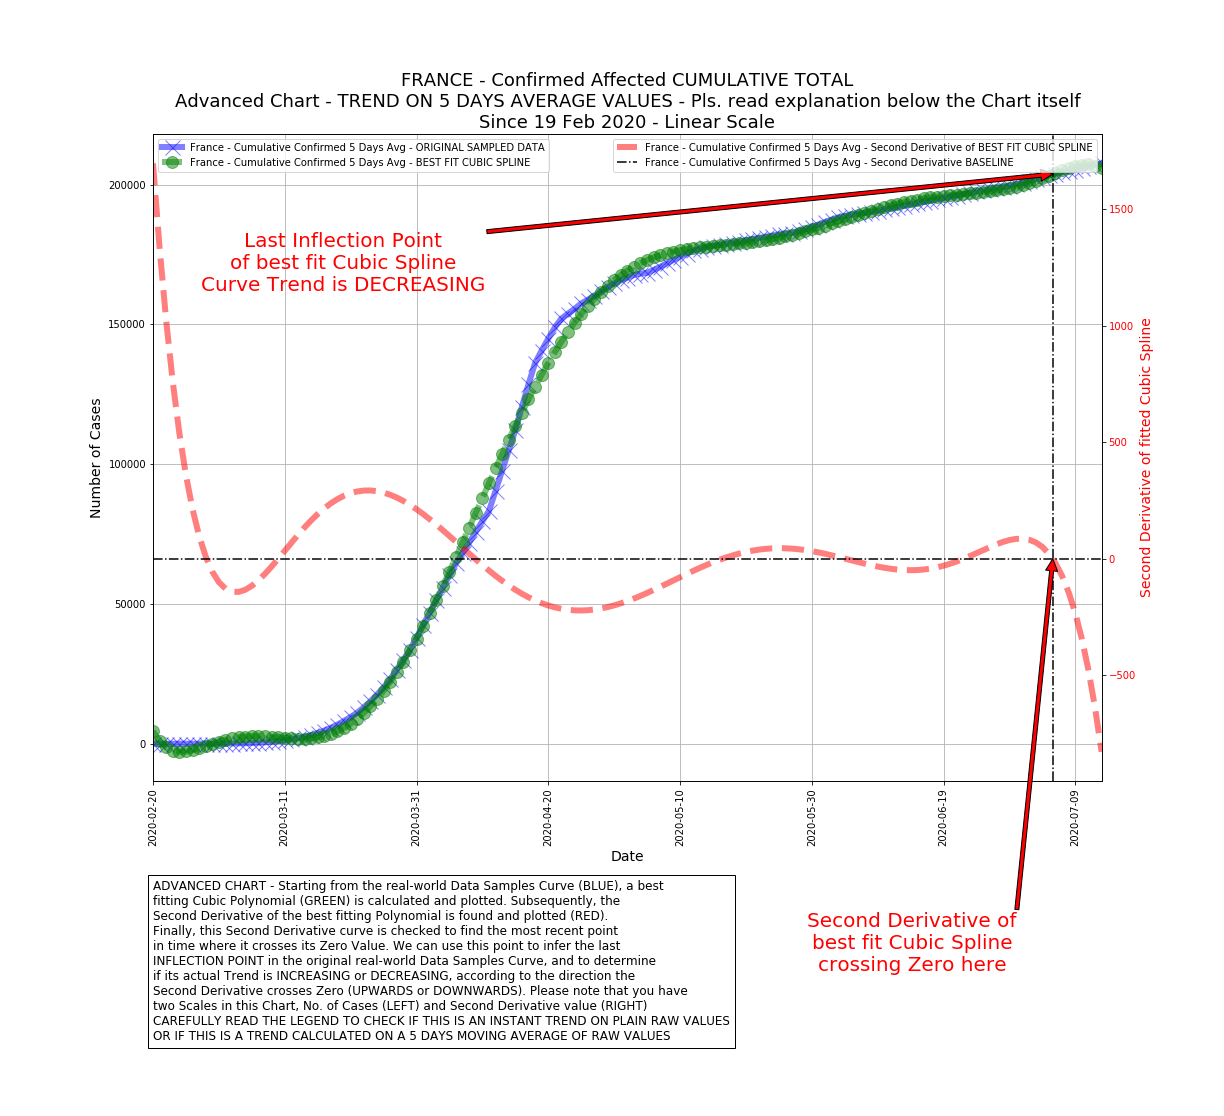 FRANCE - Confirmed Affected CUMULATIVE TOTAL
Advanced Chart - TREND ON 5 DAYS AVERAGE VALUES - Pls. read explanation below the Chart itself
Since 19 Feb 2020 - Linear Scale
France - Cumulative Confirmed 5 Days Avg - ORIGINAL SAMPLED DATA
France - Cumulative Confirmed 5 Days Avg - BEST FIT CUBIC SPLINE
France - Cumulative Confirmed 5 Days Avg - Second Derivative of BEST FIT CUBIC SPLINE
France - Cumulative Confirmed 5 Days Avg - Second Derivative BASELINE
Last Inflection Point
of best fit Cubic Spline
Curve Trend is DECREASING
Number of Cases
200000
150000
100000
50000
0
1500
1000
500
0
−500
Second Derivative of fitted Cubic Spline
2020-02-20
2020-03-11
2020-03-31
2020-04-20
2020-05-10
2020-05-30
2020-06-19
2020-07-09
Date
ADVANCED CHART - Starting from the real-world Data Samples Curve (BLUE), a best
fitting Cubic Polynomial (GREEN) is calculated and plotted. Subsequently, the
Second Derivative of the best fitting Polynomial is found and plotted (RED).
Finally, this Second Derivative curve is checked to find the most recent point
in time where it crosses its Zero Value. We can use this point to infer the last
INFLECTION POINT in the original real-world Data Samples Curve, and to determine
if its actual Trend is INCREASING or DECREASING, according to the direction the
Second Derivative crosses Zero (UPWARDS or DOWNWARDS). Please note that you have
two Scales in this Chart, No. of Cases (LEFT) and Second Derivative value (RIGHT)
CAREFULLY READ THE LEGEND TO CHECK IF THIS IS AN INSTANT TREND ON PLAIN RAW VALUES
OR IF THIS IS A TREND CALCULATED ON A 5 DAYS MOVING AVERAGE OF RAW VALUES
Second Derivative of
best fit Cubic Spline
crossing Zero here